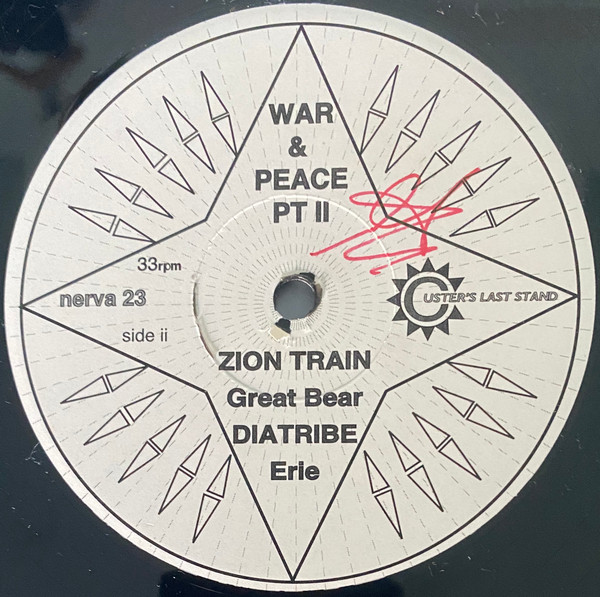 WAR
&
PEACE
PT II
33rpm
nerva 23
side ii
CUSTER'S LAST STAND
ZION TRAIN
Great Bear
DIATRIBE
Erie